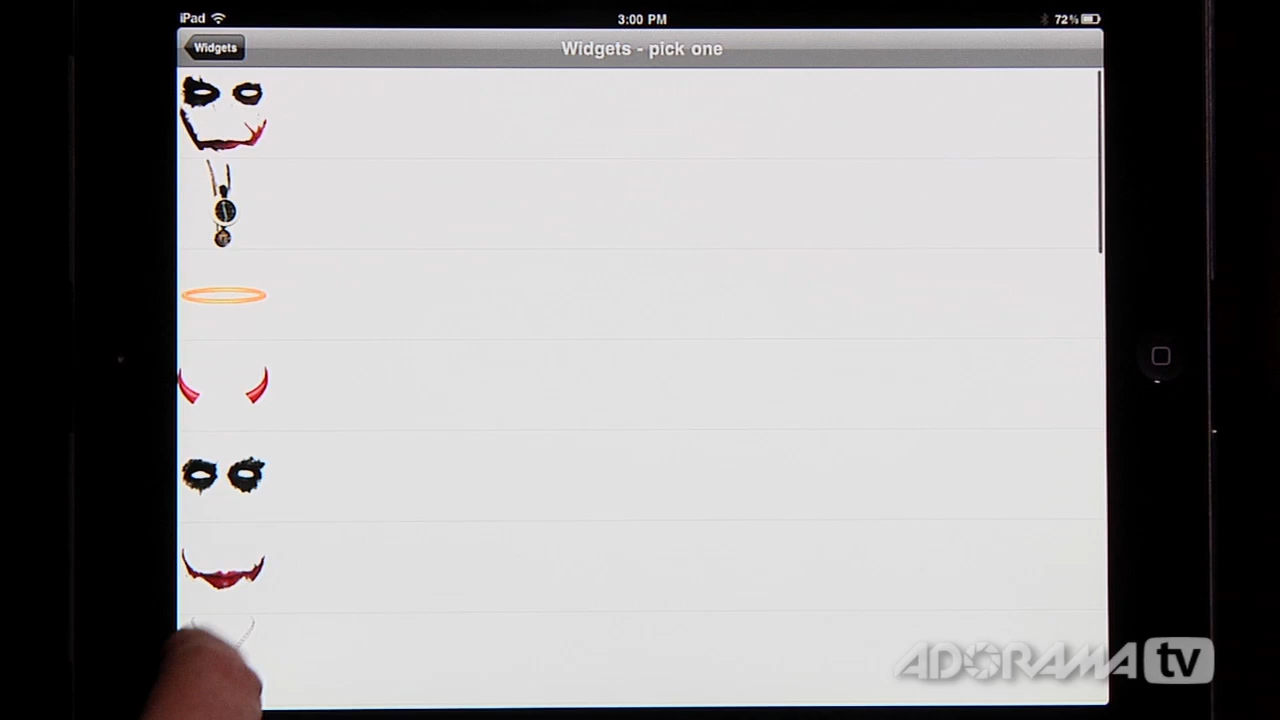 iPad
3:00 PM
72%
Widgets
Widgets - pick one
ADORAMA tv